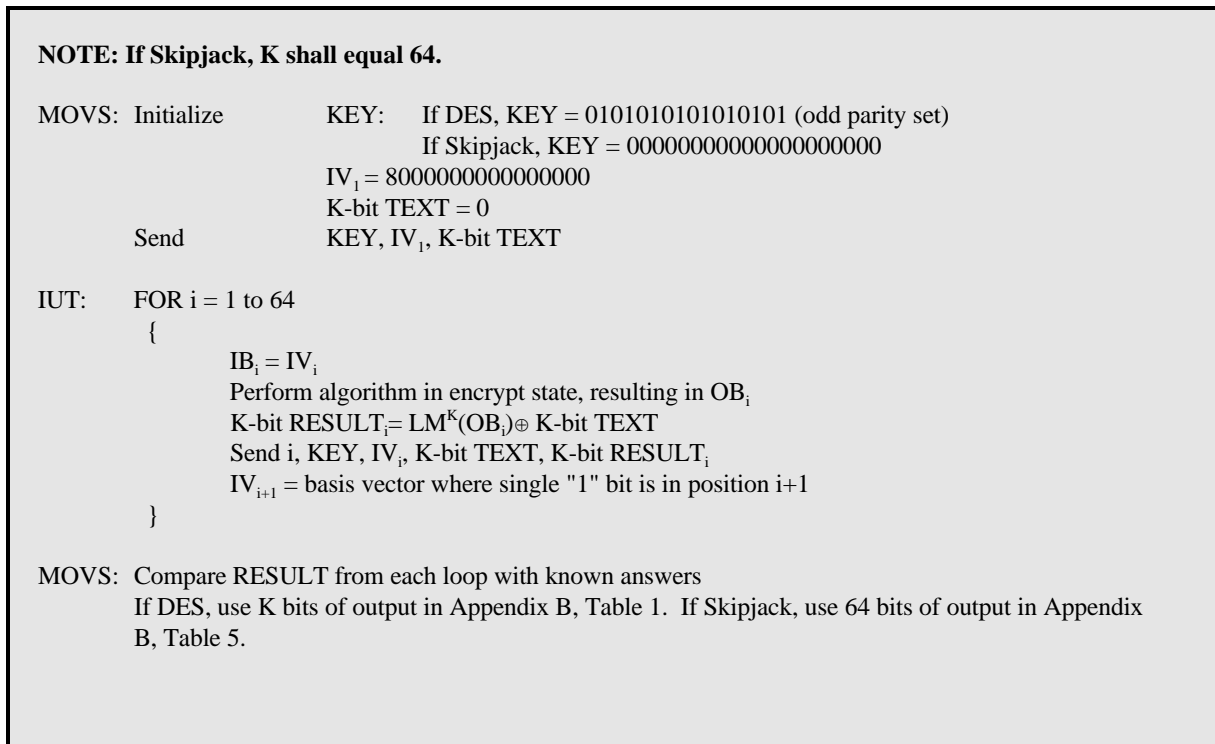 NOTE: If Skipjack, K shall equal 64.
MOVS: Initialize KEY: If DES, KEY = 0101010101010101 (odd parity set)
If Skipjack, KEY = 00000000000000000000
IV1 = 8000000000000000
K-bit TEXT = 0
Send KEY, IV1, K-bit TEXT
IUT: FOR i = 1 to 64
{
IBi = IVi
Perform algorithm in encrypt state, resulting in OBi
K-bit RESULTi= LM^K(OBi)⊕ K-bit TEXT
Send i, KEY, IVi, K-bit TEXT, K-bit RESULTi
IVi+1 = basis vector where single "1" bit is in position i+1
}
MOVS: Compare RESULT from each loop with known answers
If DES, use K bits of output in Appendix B, Table 1. If Skipjack, use 64 bits of output in Appendix
B, Table 5.